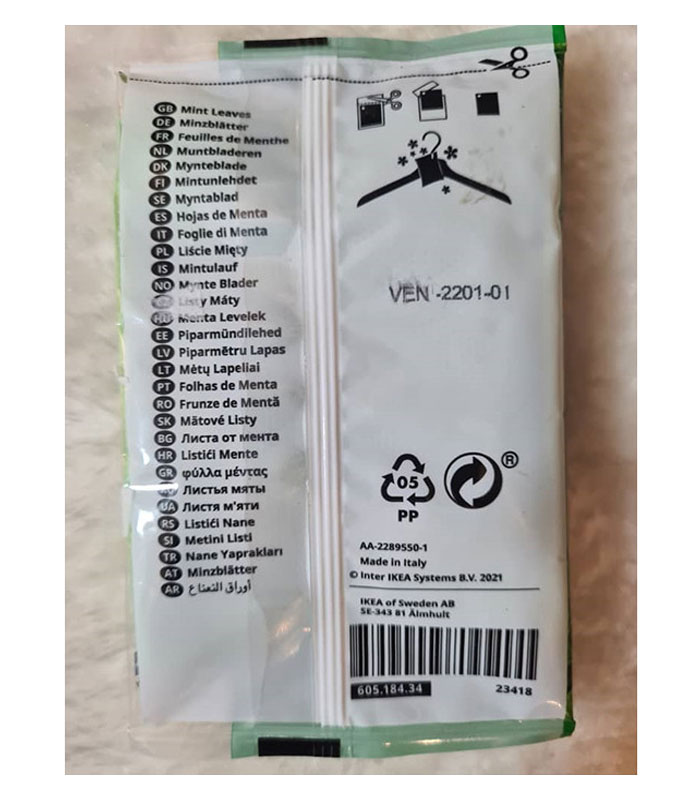 GB Mint Leaves
DE Minzblätter
FR Feuilles de Menthe
NL Muntbladeren
DK Mynteblade
FI Mintunlehdet
SE Myntablad
ES Hojas de Menta
IT Foglie di Menta
PL Liście Mięty
IS Mintulauf
NO Mynte Blader
Listy Máty
HU Menta Levelek
EE Piparmündilehed
LV Piparmētru Lapas
LT Mėtų Lapeliai
PT Folhas de Menta
RO Frunze de Mentă
SK Mätové Listy
BG Листа от мента
HR Listići Mente
GR φύλλα μέντας
Листья мяты
UA Листя м'яти
RS Listići Nane
SI Metini Listi
TR Nane Yaprakları
AT Minzblätter
AR أوراق النعناع
VEN -2201-01
05
PP
®
AA-2289550-1
Made in Italy
© Inter IKEA Systems B.V. 2021
IKEA of Sweden AB
SE-343 81 Älmhult
605.184.34
23418